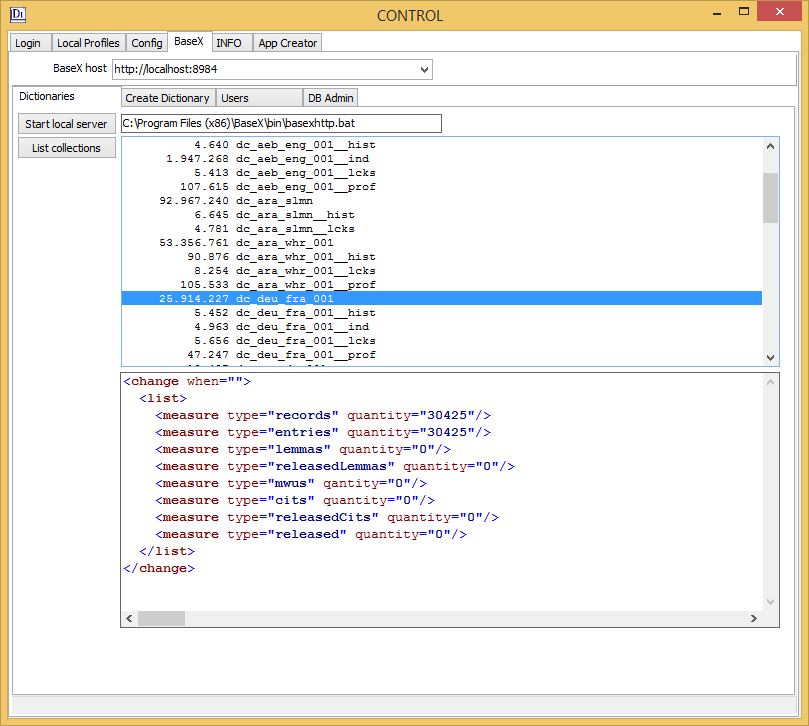 DL
CONTROL
Login Local Profiles Config BaseX INFO App Creator
BaseX host http://localhost:8984
Dictionaries Create Dictionary Users DB Admin
Start local server C:\Program Files (x86)\BaseX\bin\basexhttp.bat
List collections
4.640 dc_aeb_eng_001__hist
1.947.268 dc_aeb_eng_001__ind
5.413 dc_aeb_eng_001__lcks
107.615 dc_aeb_eng_001__prof
92.967.240 dc_ara_slmn
6.645 dc_ara_slmn__hist
4.781 dc_ara_slmn__lcks
53.356.761 dc_ara_whr_001
90.876 dc_ara_whr_001__hist
8.254 dc_ara_whr_001__lcks
105.533 dc_ara_whr_001__prof
25.914.227 dc_deu_fra_001
5.452 dc_deu_fra_001__hist
4.963 dc_deu_fra_001__ind
5.656 dc_deu_fra_001__lcks
47.247 dc_deu_fra_001__prof
<change when="">
<list>
<measure type="records" quantity="30425"/>
<measure type="entries" quantity="30425"/>
<measure type="lemmas" quantity="0"/>
<measure type="releasedLemmas" quantity="0"/>
<measure type="mwus" qantity="0"/>
<measure type="cits" quantity="0"/>
<measure type="releasedCits" quantity="0"/>
<measure type="released" quantity="0"/>
</list>
</change>